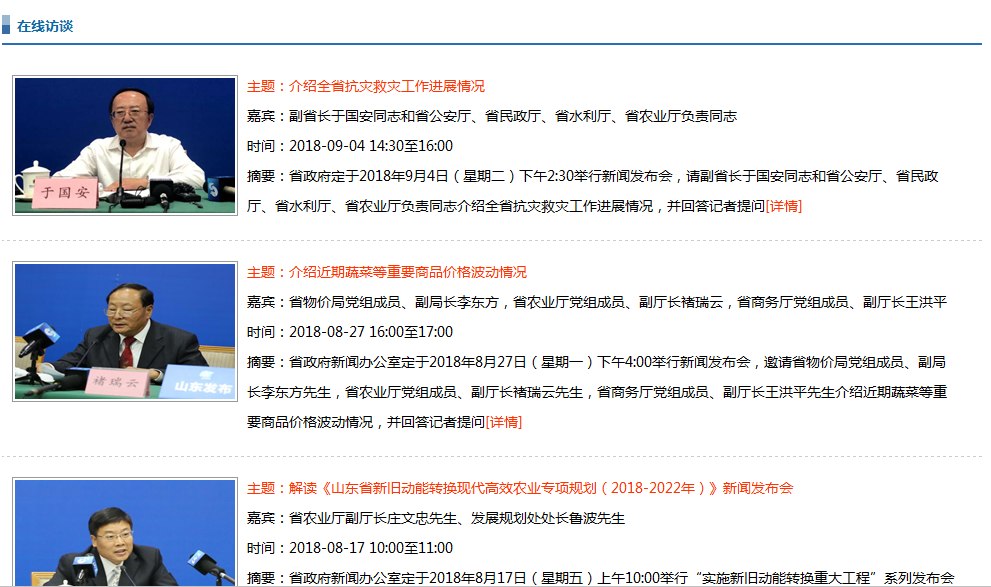 在线访谈
主题：介绍全省抗灾救灾工作进展情况
嘉宾：副省长于国安同志和省公安厅、省民政厅、省水利厅、省农业厅负责同志
时间：2018-09-04 14:30至16:00
摘要：省政府定于2018年9月4日（星期二）下午2:30举行新闻发布会，请副省长于国安同志和省公安厅、省民政
厅、省水利厅、省农业厅负责同志介绍全省抗灾救灾工作进展情况，并回答记者提问[详情]
于国安
主题：介绍近期蔬菜等重要商品价格波动情况
嘉宾：省物价局党组成员、副局长李东方，省农业厅党组成员、副厅长褚瑞云，省商务厅党组成员、副厅长王洪平
时间：2018-08-27 16:00至17:00
摘要：省政府新闻办公室定于2018年8月27日（星期一）下午4:00举行新闻发布会，邀请省物价局党组成员、副局
长李东方先生，省农业厅党组成员、副厅长褚瑞云先生，省商务厅党组成员、副厅长王洪平先生介绍近期蔬菜等重
要商品价格波动情况，并回答记者提问[详情]
褚瑞云
山东发布
主题：解读《山东省新旧动能转换现代高效农业专项规划（2018-2022年）》新闻发布会
嘉宾：省农业厅副厅长庄文忠先生、发展规划处处长鲁波先生
时间：2018-08-17 10:00至11:00
摘要：省政府新闻办公室定于2018年8月17日（星期五）上午10:00举行“实施新旧动能转换重大工程”系列发布会